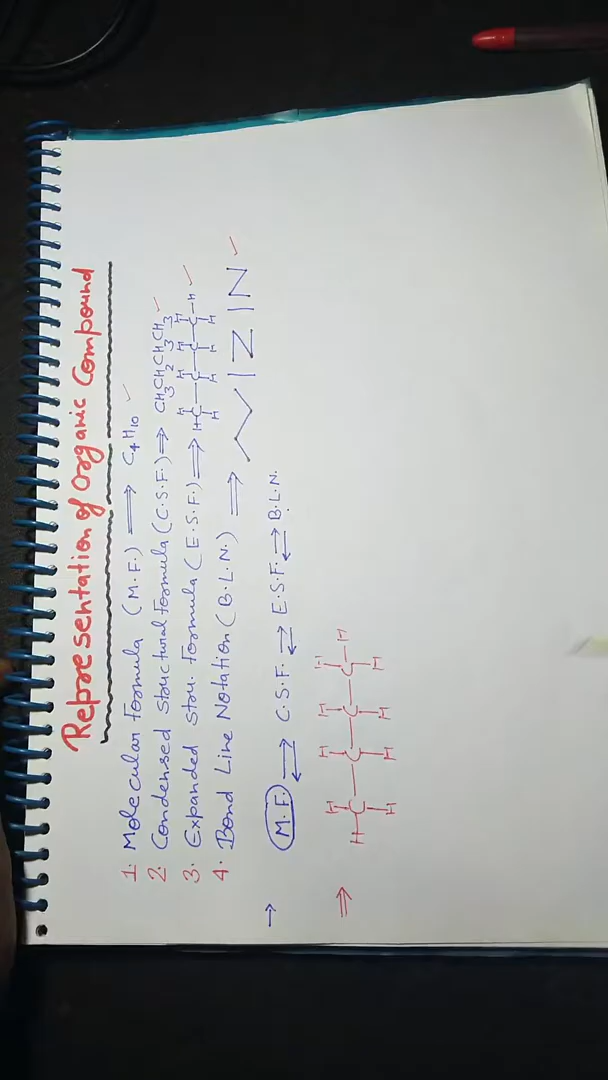 Representation of Organic Compound
1. Molecular Formula (M.F.) ⟹ C4H10 ✓
2. Condensed Structural Formula (C.S.F.) ⟹ CH3CH2CH3CH3 ✓
3. Expanded Stru. Formula (E.S.F.) ⟹ H-C-C-C-C-H ✓
H H H H
H H H H
4. Bond Line Notation (B.L.N.) ⟹ ✓
→ M.F. ⇌ C.S.F. ⇌ E.S.F. ⇌ B.L.N.
H H H H
⇒ H-C-C-C-C-H
H H H H